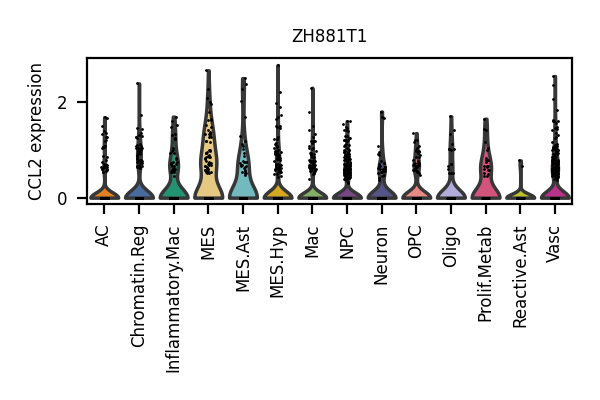 ZH881T1
CCL2 expression
2
0
AC
Chromatin.Reg
Inflammatory.Mac
MES
MES.Ast
MES.Hyp
Mac
NPC
Neuron
OPC
Oligo
Prolif.Metab
Reactive.Ast
Vasc